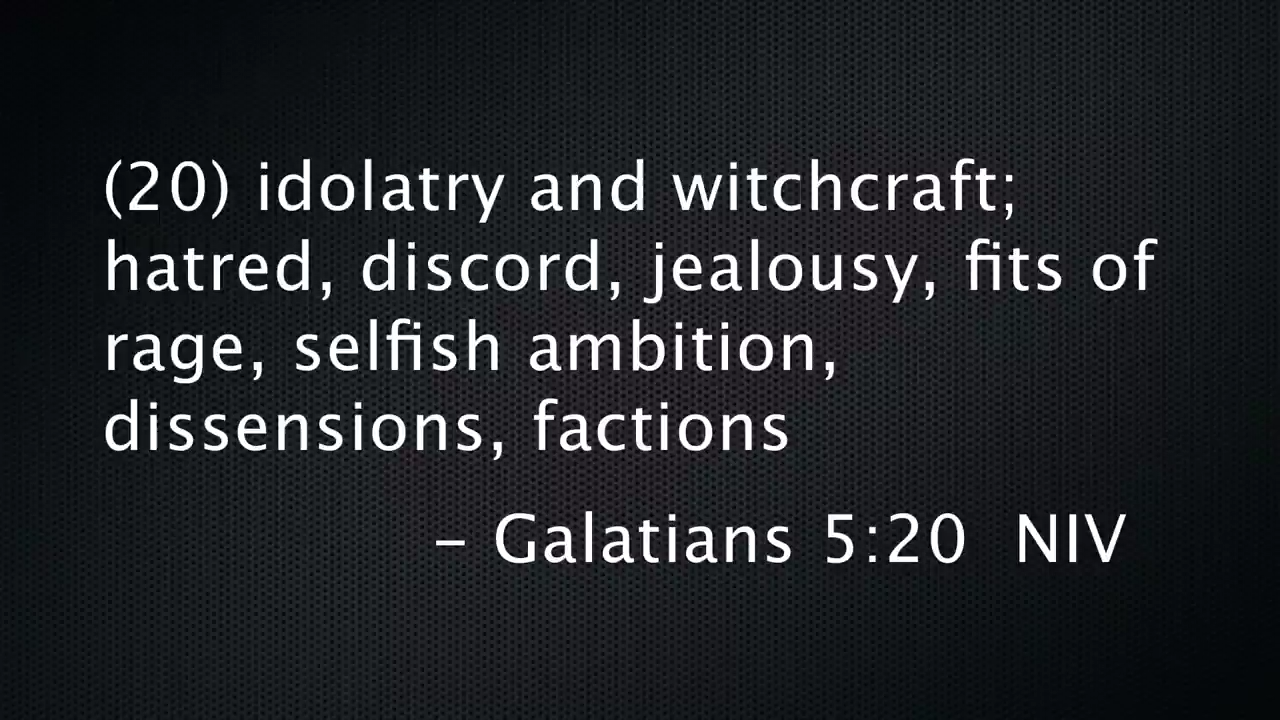 (20) idolatry and witchcraft;
hatred, discord, jealousy, fits of
rage, selfish ambition,
dissensions, factions
– Galatians 5:20  NIV